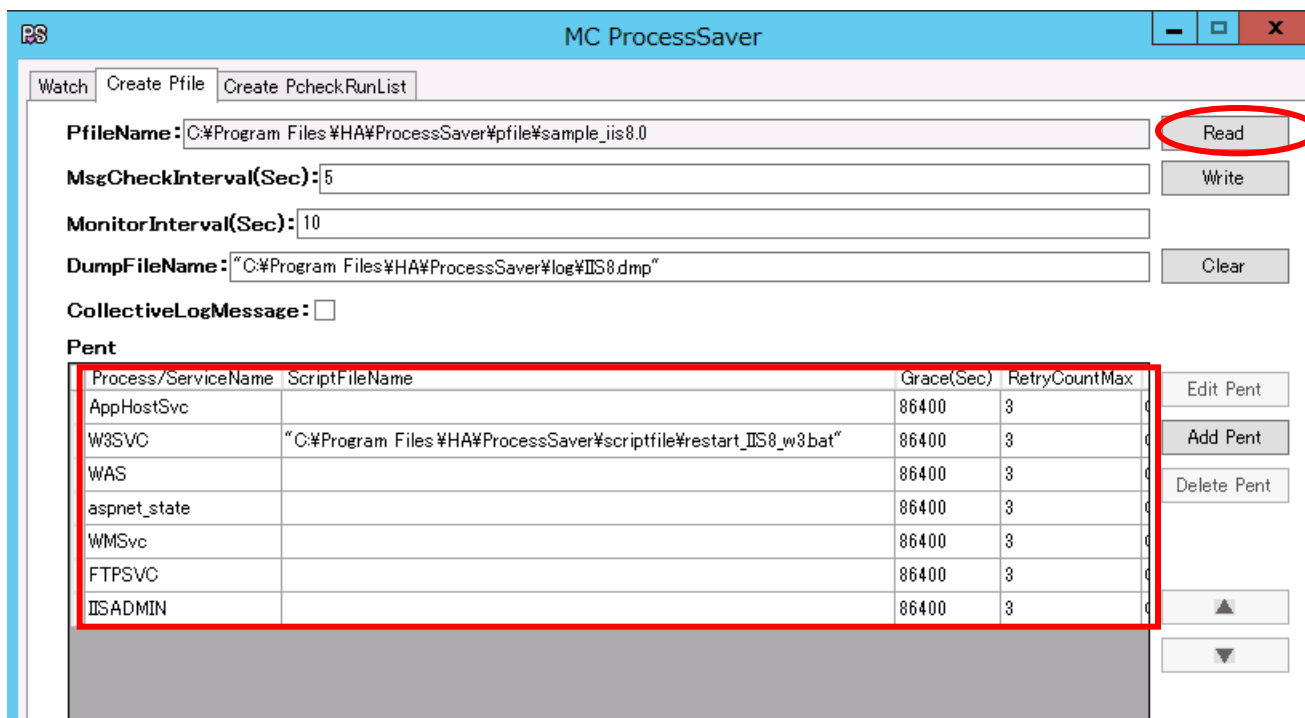 PS
MC ProcessSaver
Watch Create Pfile Create PcheckRunList
PfileName: C:¥Program Files¥HA¥ProcessSaver¥pfile¥sample_iis8.0 Read
MsgCheckInterval(Sec): 5 Write
MonitorInterval(Sec): 10
DumpFileName: "C:¥Program Files¥HA¥ProcessSaver¥log¥IIS8.dmp" Clear
CollectiveLogMessage:
Pent
Process/ServiceName ScriptFileName Grace(Sec) RetryCountMax
Edit Pent
AppHostSvc 86400 3
W3SVC "C:¥Program Files¥HA¥ProcessSaver¥scriptfile¥restart_IIS8_w3.bat" 86400 3 Add Pent
WAS 86400 3
Delete Pent
aspnet_state 86400 3
WMSvc 86400 3
FTPSVC 86400 3
IISADMIN 86400 3 ▲
▼